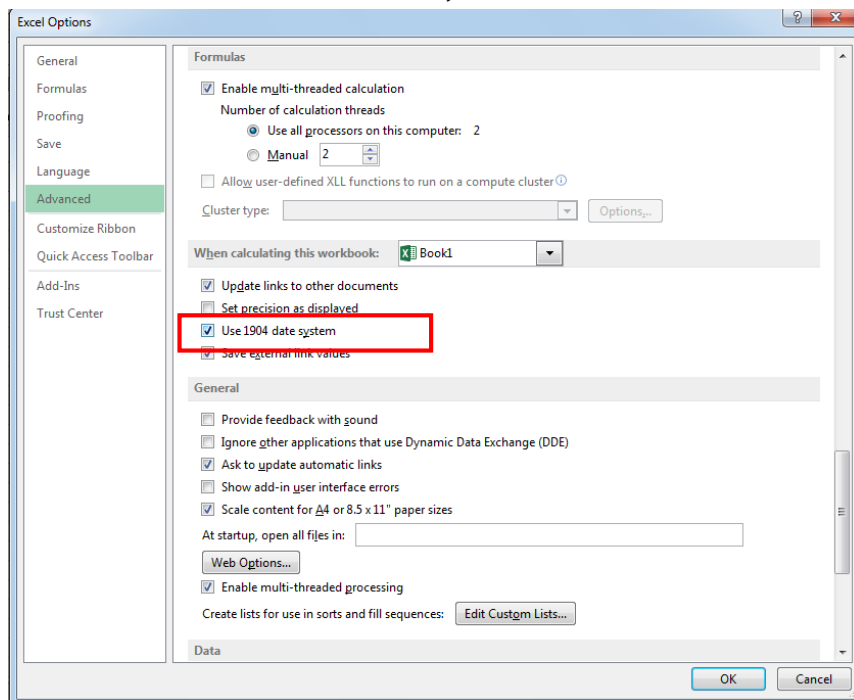 Excel Options
General
Formulas
Proofing
Save
Language
Advanced
Customize Ribbon
Quick Access Toolbar
Add-Ins
Trust Center
Formulas
Enable multi-threaded calculation
Number of calculation threads
Use all processors on this computer: 2
Manual 2
Allow user-defined XLL functions to run on a compute cluster
Cluster type: Options...
When calculating this workbook: Book1
Update links to other documents
Set precision as displayed
Use 1904 date system
Save external link values
General
Provide feedback with sound
Ignore other applications that use Dynamic Data Exchange (DDE)
Ask to update automatic links
Show add-in user interface errors
Scale content for A4 or 8.5 x 11" paper sizes
At startup, open all files in:
Web Options...
Enable multi-threaded processing
Create lists for use in sorts and fill sequences: Edit Custom Lists...
Data
OK Cancel